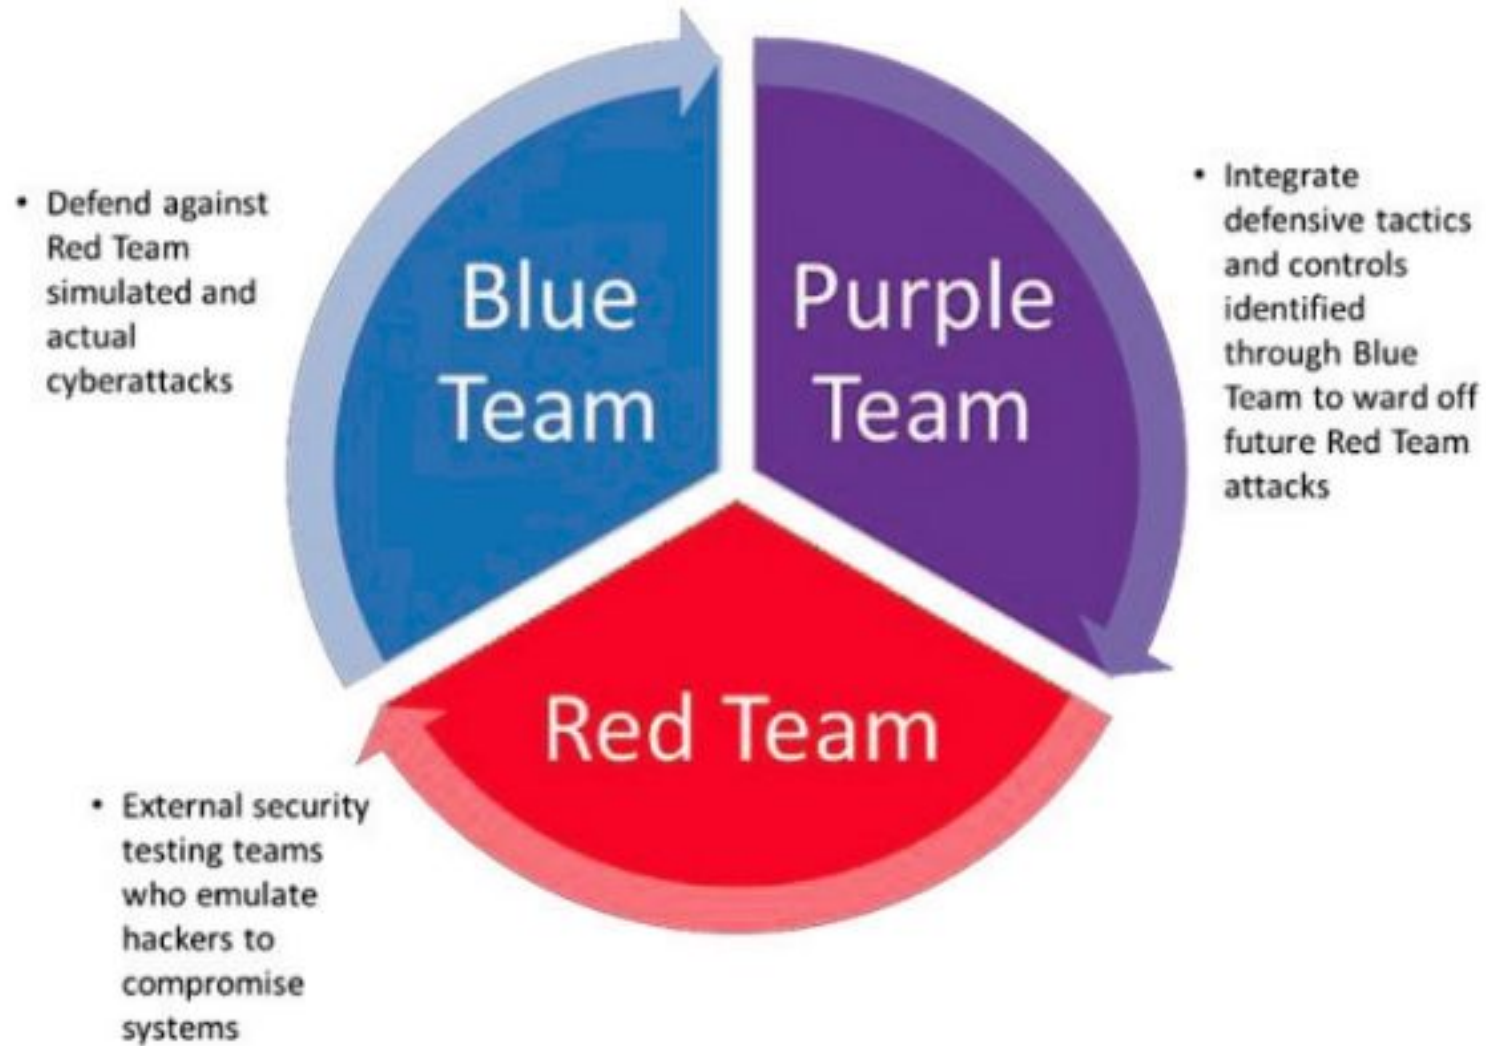 • Defend against
Red Team
simulated and
actual
cyberattacks
Blue
Team
Purple
Team
• Integrate
defensive tactics
and controls
identified
through Blue
Team to ward off
future Red Team
attacks
Red Team
• External security
testing teams
who emulate
hackers to
compromise
systems